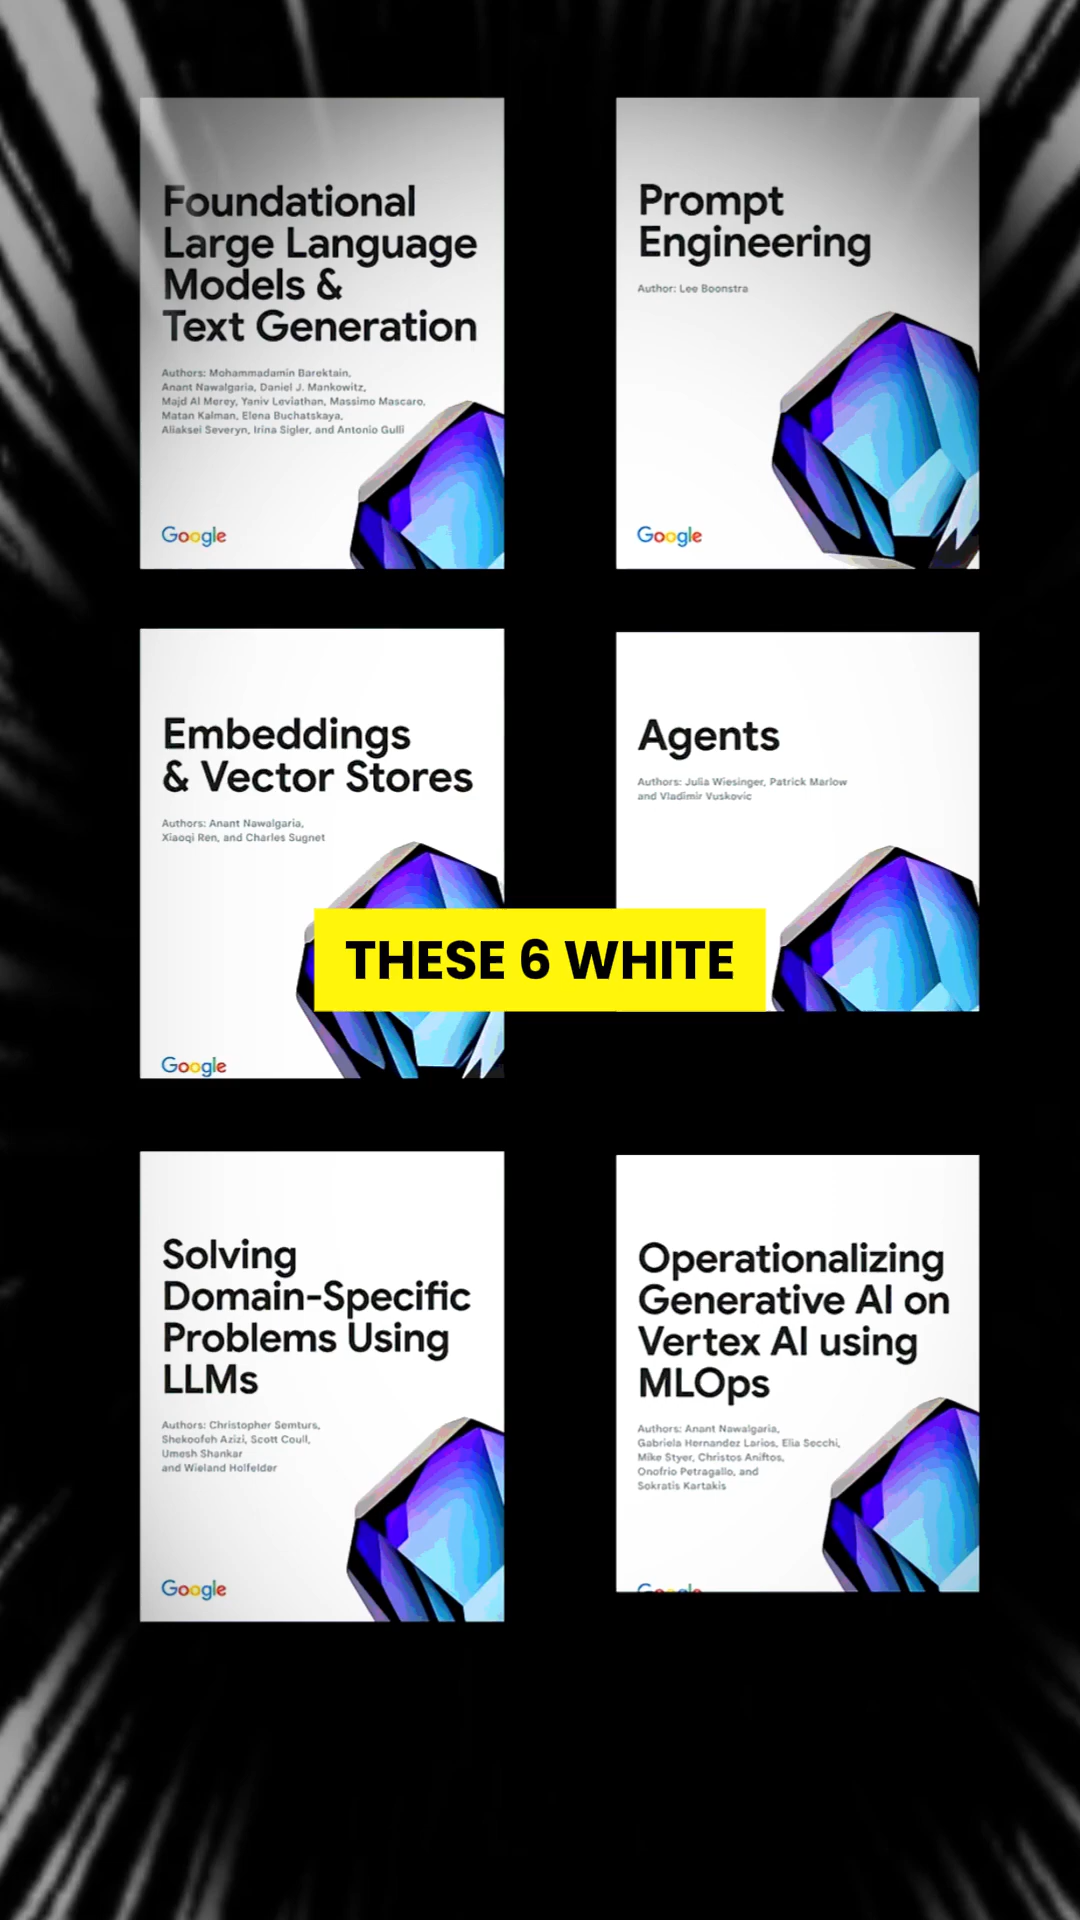 Foundational
Large Language
Models &
Text Generation
Authors: Mohammadamin Barektain,
Anant Nawalgaria, Daniel J. Mankowitz,
Majd Al Merey, Yaniv Leviathan, Massimo Mascaro,
Matan Kalman, Elena Buchatskaya,
Aliaksei Severyn, Irina Sigler, and Antonio Gulli
Google
Prompt
Engineering
Author: Lee Boonstra
Google
Embeddings
& Vector Stores
Authors: Anant Nawalgaria,
Xiaoqi Ren, and Charles Sugnet
Google
Agents
Authors: Julia Wiesinger, Patrick Marlow
and Vladimir Vuskovic
THESE 6 WHITE
Solving
Domain-Specific
Problems Using
LLMs
Authors: Christopher Semturs,
Shekoofeh Azizi, Scott Coull,
Umesh Shankar
and Wieland Holfelder
Google
Operationalizing
Generative AI on
Vertex AI using
MLOps
Authors: Anant Nawalgaria,
Gabriela Hernandez Larios, Elia Secchi,
Mike Styer, Christos Aniftos,
Onofrio Petragallo, and
Sokratis Kartakis
Google